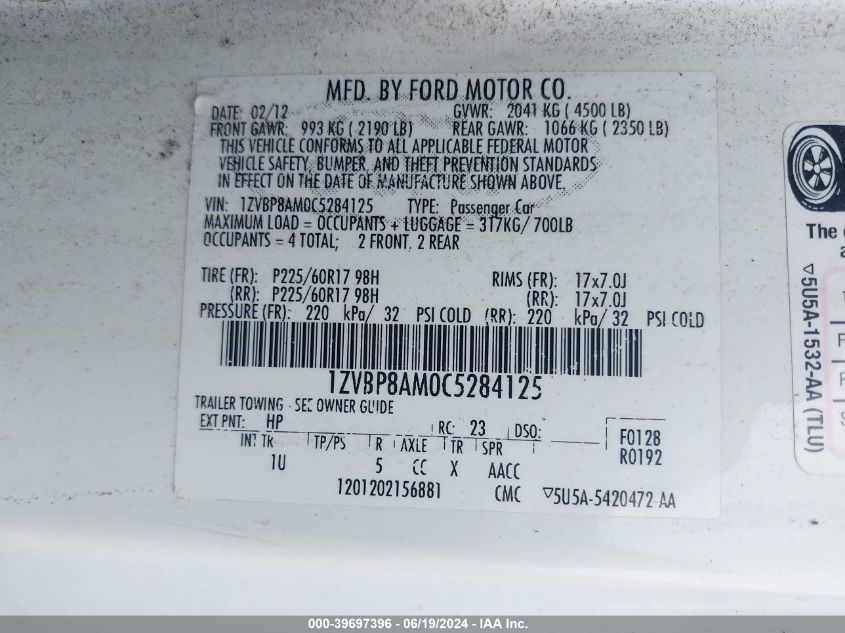 MFD. BY FORD MOTOR CO.
DATE: 02/12 GVWR: 2041 KG ( 4500 LB)
FRONT GAWR: 993 KG ( 2190 LB) REAR GAWR: 1066 KG ( 2350 LB)
THIS VEHICLE CONFORMS TO ALL APPLICABLE FEDERAL MOTOR
VEHICLE SAFETY, BUMPER, AND THEFT PREVENTION STANDARDS
IN EFFECT ON THE DATE OF MANUFACTURE SHOWN ABOVE.
VIN: 1ZVBP8AM0C5284125 TYPE: Passenger Car
MAXIMUM LOAD = OCCUPANTS + LUGGAGE = 317KG/ 700LB
OCCUPANTS = 4 TOTAL; 2 FRONT, 2 REAR
TIRE (FR): P225/60R17 98H RIMS (FR): 17x7.0J
(RR): P225/60R17 98H (RR): 17x7.0J
PRESSURE (FR): 220 kPa/ 32 PSI COLD (RR): 220 kPa/ 32 PSI COLD
1ZVBP8AM0C5284125
TRAILER TOWING - SEE OWNER GUIDE
EXT PNT: HP RC: 23 DSO: F0128
INT TR TP/PS R AXLE TR SPR R0192
1U 5 CC X AACC
1201202156881 CMC ▽5U5A-5420472-AA
The
▽5U5A-1532-AA (TLU)
000-39697396 - 06/19/2024 - IAA Inc.